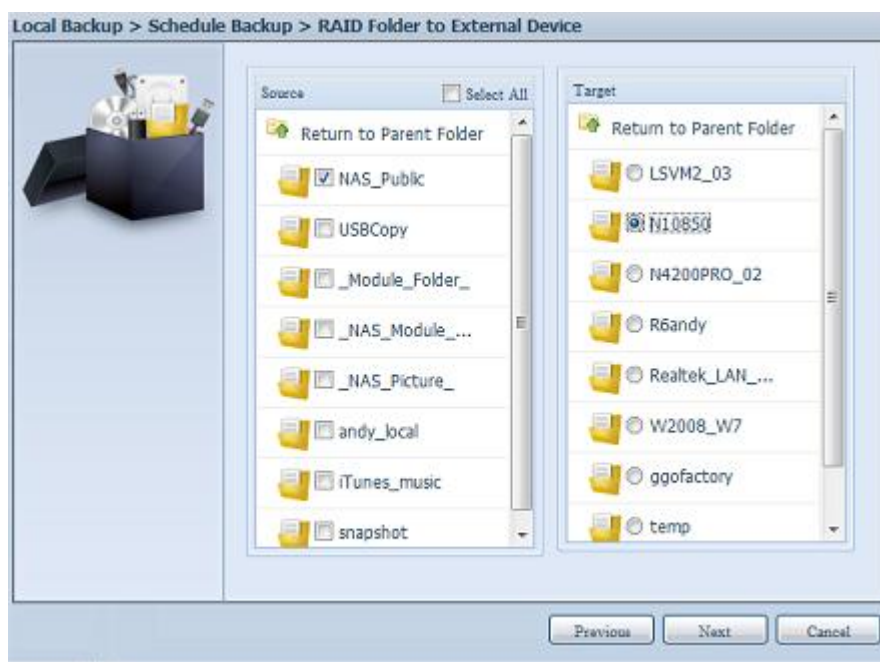 Local Backup > Schedule Backup > RAID Folder to External Device
Source
Select All
Return to Parent Folder
NAS_Public
USBCopy
_Module_Folder_
_NAS_Module_...
_NAS_Picture_
andy_local
iTunes_music
snapshot
Target
Return to Parent Folder
LSVM2_03
N10850
N4200PRO_02
R6andy
Realtek_LAN_...
W2008_W7
ggofactory
temp
Previous
Next
Cancel